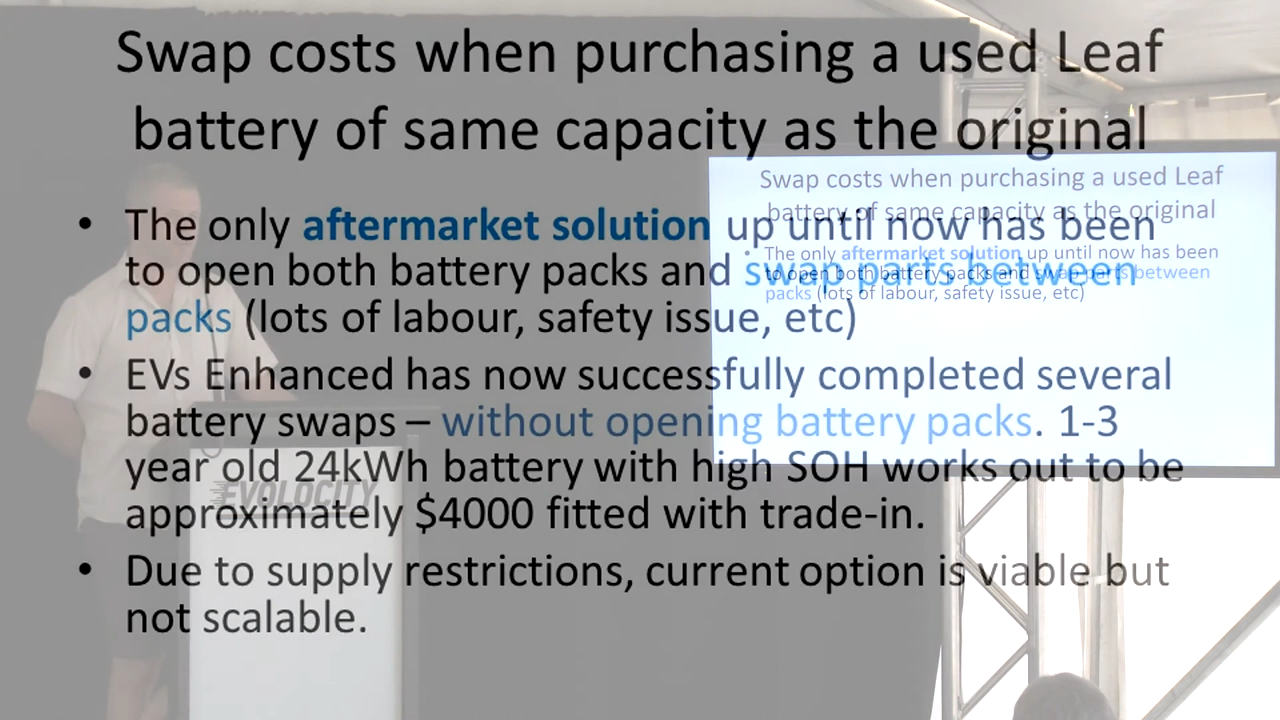 Swap costs when purchasing a used Leaf
battery of same capacity as the original
• The only aftermarket solution up until now has been
to open both battery packs and swap parts between
packs (lots of labour, safety issue, etc)
• EVs Enhanced has now successfully completed several
battery swaps – without opening battery packs. 1-3
year old 24kWh battery with high SOH works out to be
approximately $4000 fitted with trade-in.
• Due to supply restrictions, current option is viable but
not scalable.
Swap costs when purchasing a used Leaf
battery of same capacity as the original
• The only aftermarket solution up until now has been
to open both battery packs and swap parts between
packs (lots of labour, safety issue, etc)
EVOLOCITY